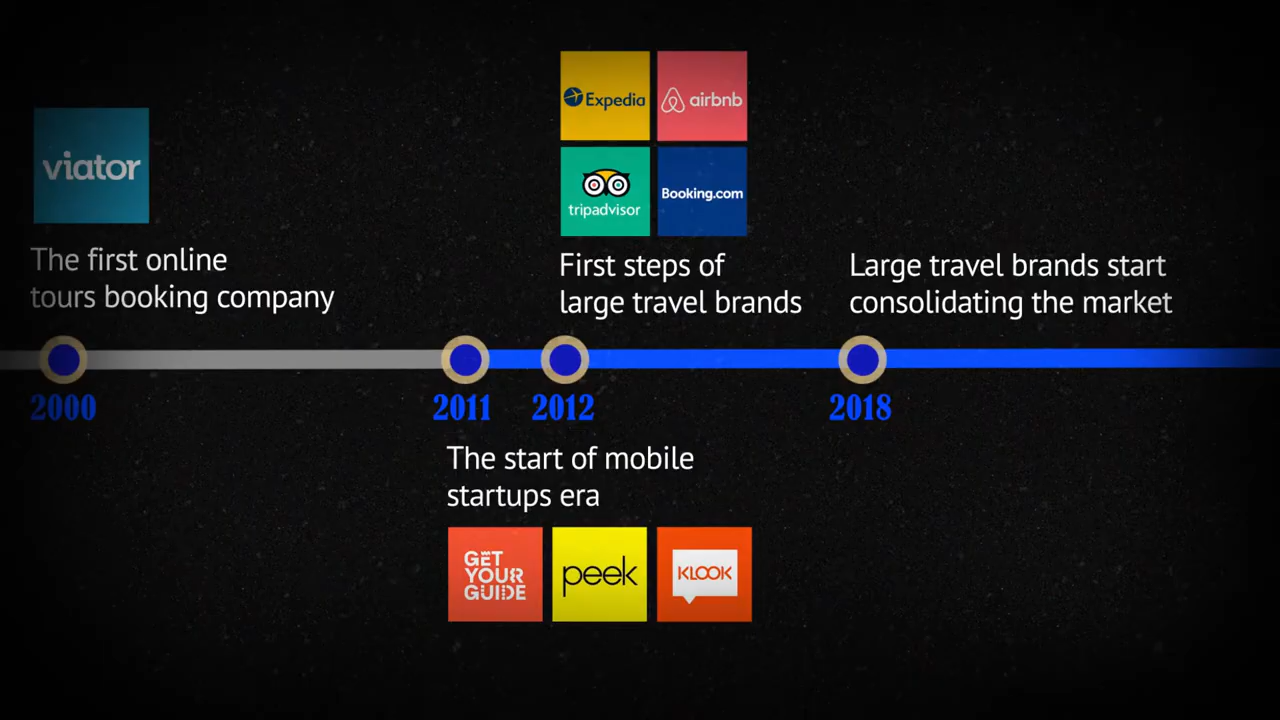 viator
The first online
tours booking company
2000
2011
The start of mobile
startups era
GET
YOUR
GUIDE
peek
KLOOK
Expedia
airbnb
tripadvisor
Booking.com
First steps of
large travel brands
2012
Large travel brands start
consolidating the market
2018